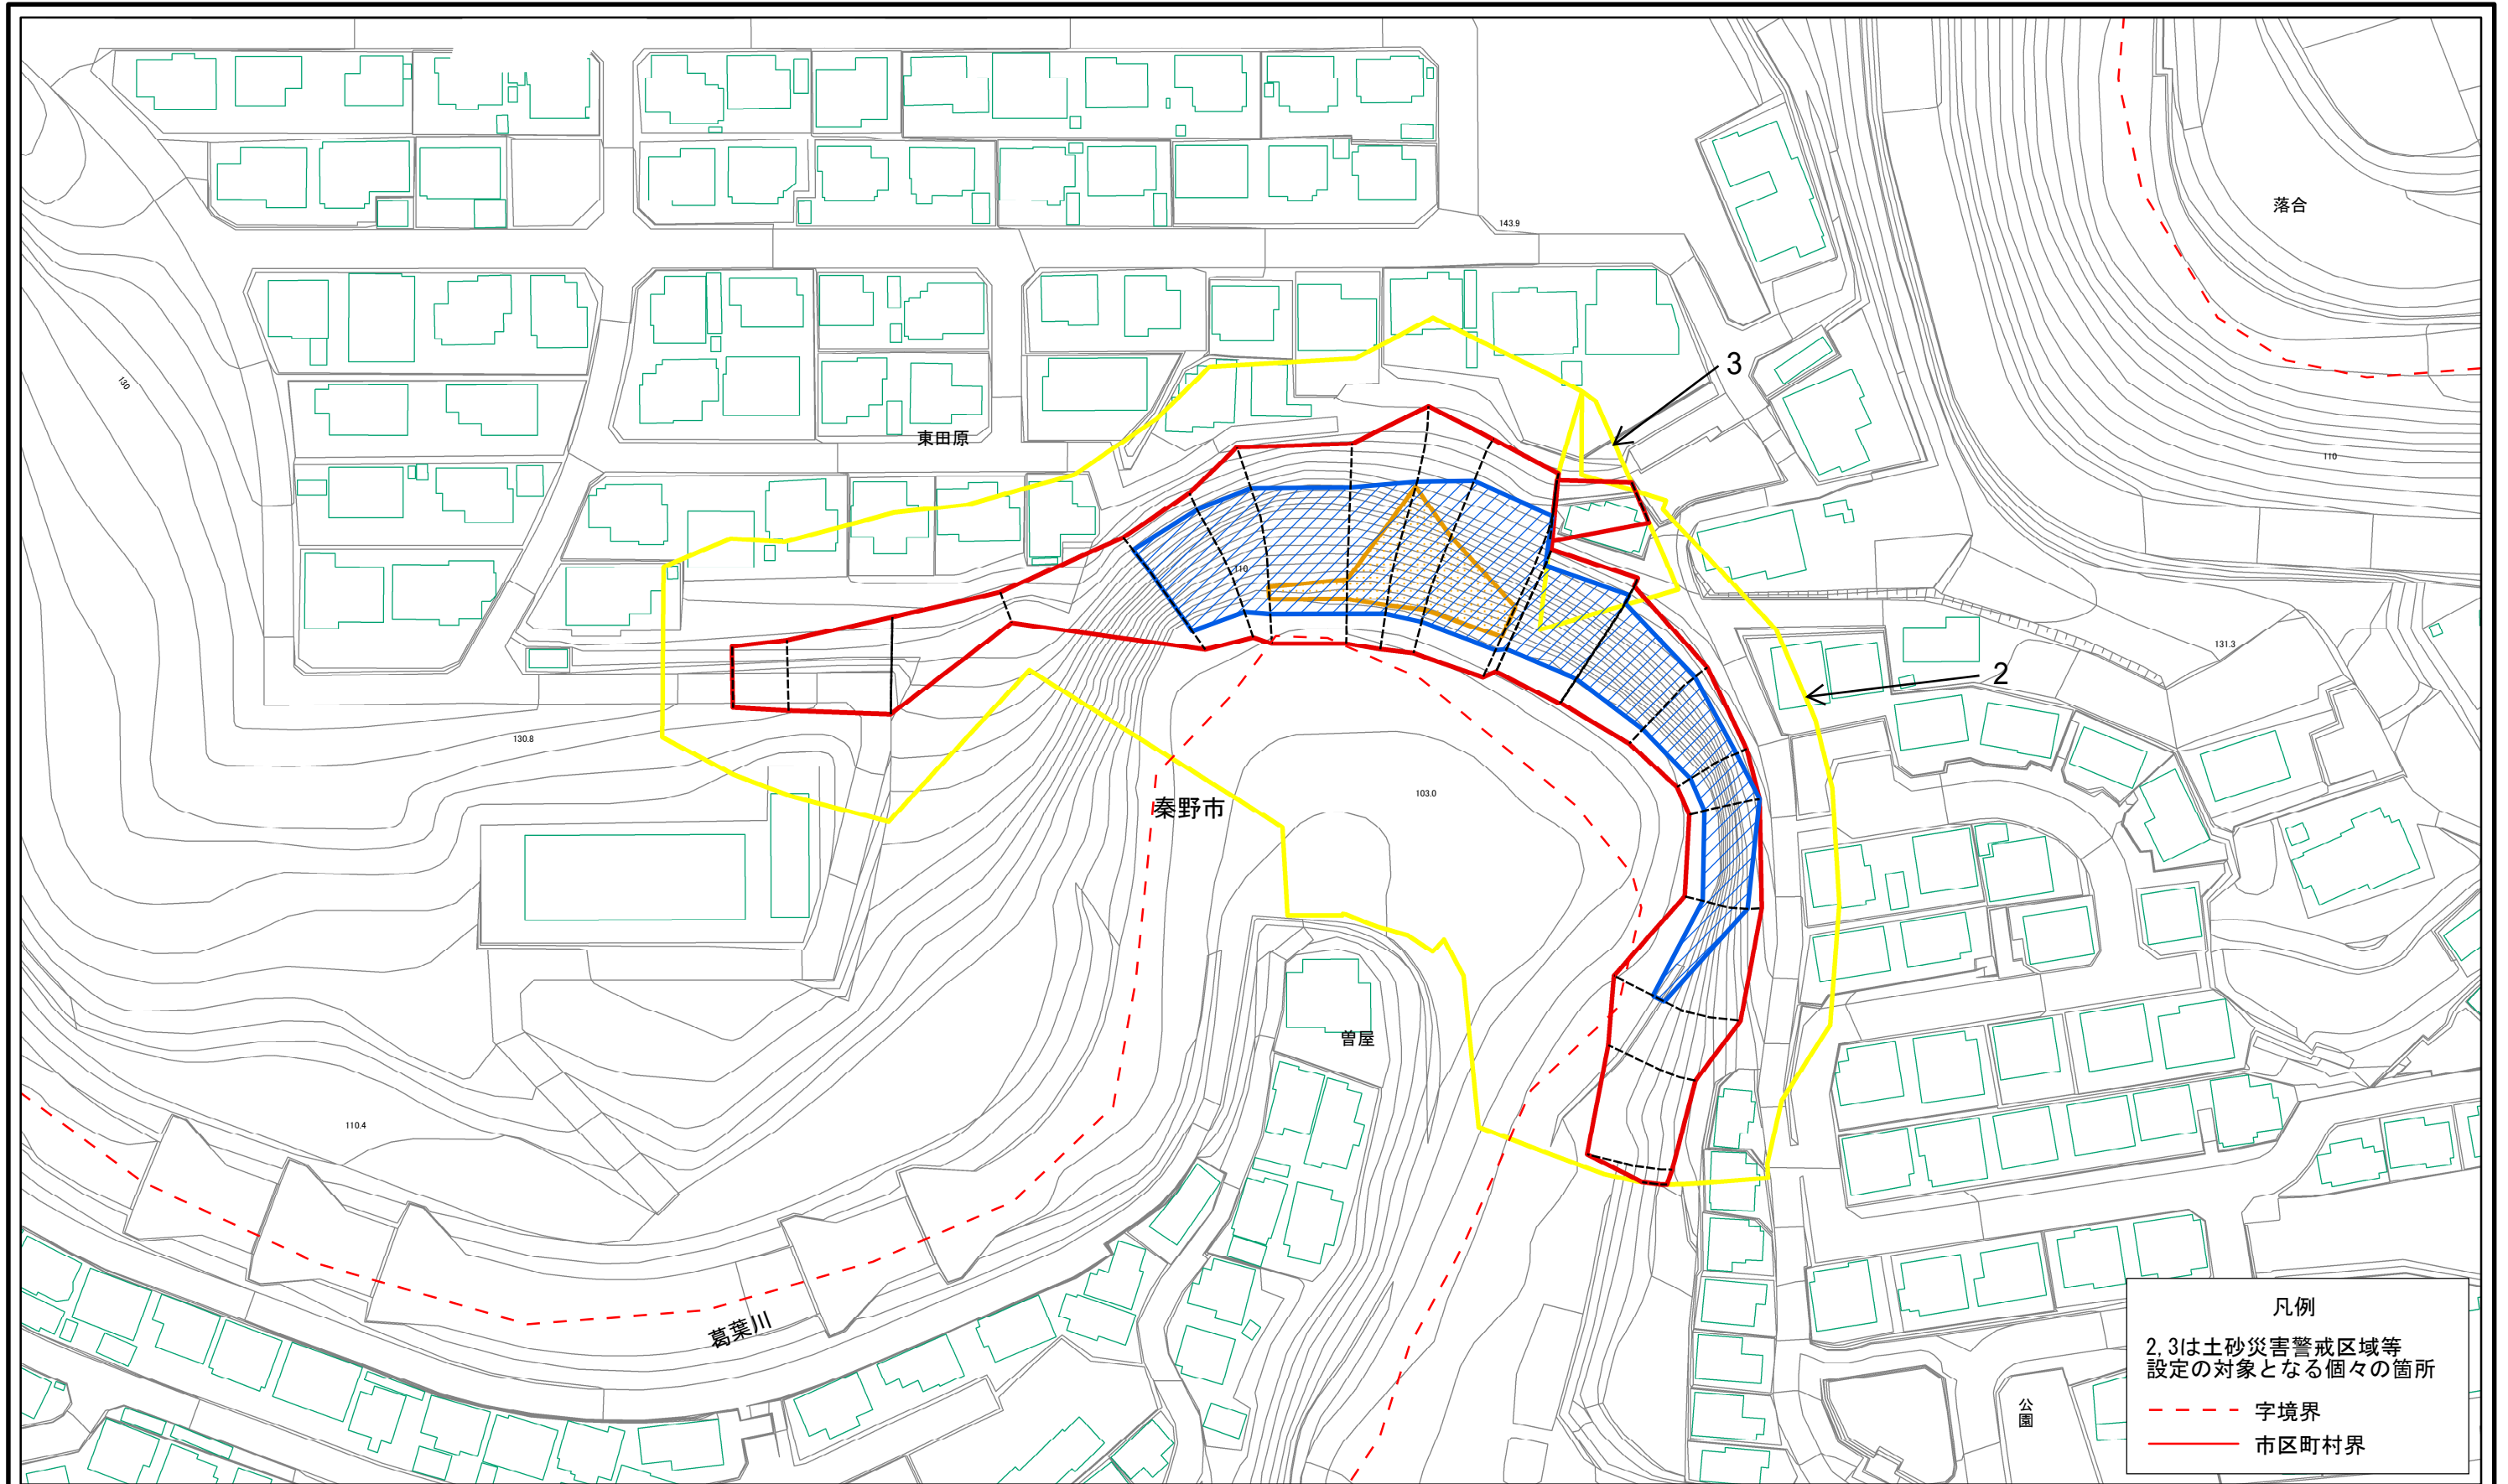 143.9
落合
130
3
東田原
110
110
131.3
2
130.8
103.0
秦野市
曽屋
110.4
葛葉川
公園
凡例
2,3は土砂災害警戒区域等
設定の対象となる個々の箇所
字境界
市区町村界